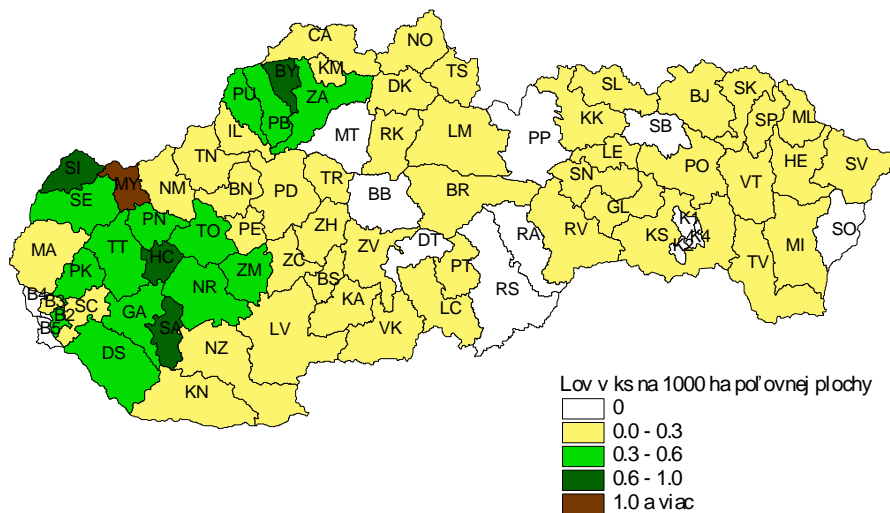 CA
NO
BY
KM
TS
PU
ZA
DK
SL
BJ
SK
PB
IL
MT
RK
LM
PP
KK
SB
SP
ML
TN
LE
PO
HE
SV
SI
MY
NM
BN
PD
TR
BB
BR
SN
VT
SE
PN
TO
PE
ZH
GL
K1
MA
TT
HC
ZC
ZV
DT
RA
RV
KS
K2
K4
MI
SO
PK
ZM
NR
BS
PT
TV
B4
B3
SC
B2
B5
GA
SA
KA
LC
RS
DS
NZ
LV
VK
KN
Lov v ks na 1000 ha poľovnej plochy
0
0.0 - 0.3
0.3 - 0.6
0.6 - 1.0
1.0 a viac